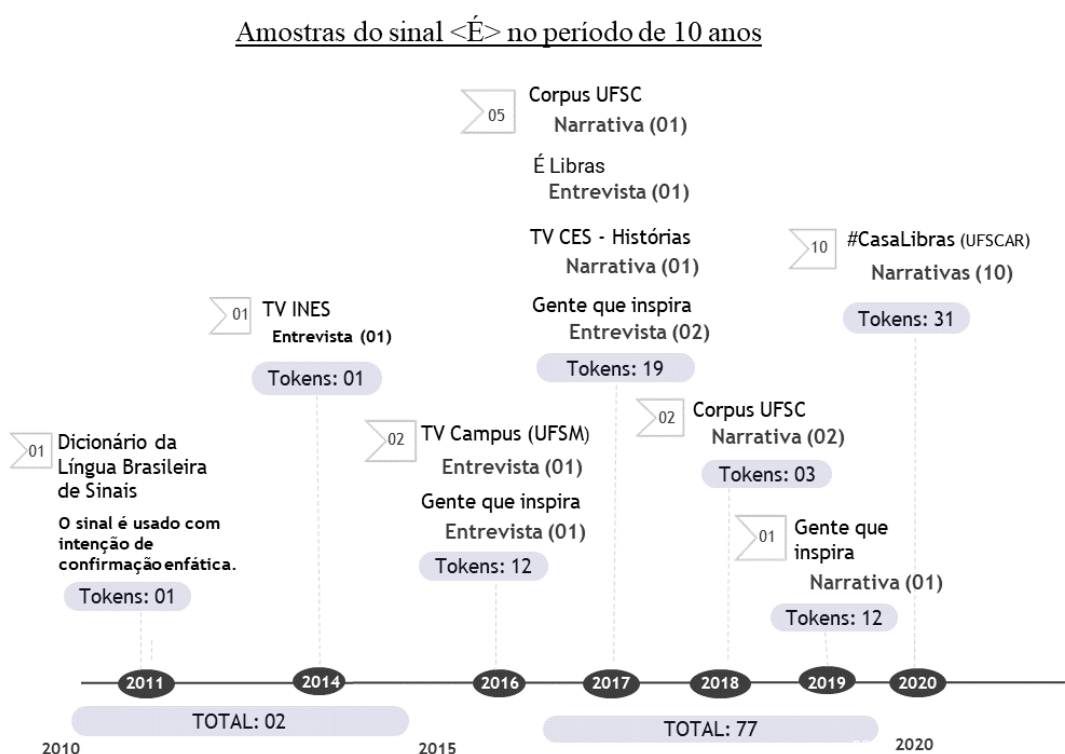 Amostras do sinal <É> no período de 10 anos
05
Corpus UFSC
Narrativa (01)
É Libras
Entrevista (01)
TV CES - Histórias
Narrativa (01)
Gente que inspira
Entrevista (02)
Tokens: 19
10
#CasaLibras (UFSCAR)
Narrativas (10)
Tokens: 31
01
TV INES
Entrevista (01)
Tokens: 01
01
Dicionário da
Língua Brasileira
de Sinais
O sinal é usado com
intenção de
confirmação enfática.
Tokens: 01
02
TV Campus (UFSM)
Entrevista (01)
Gente que inspira
Entrevista (01)
Tokens: 12
02
Corpus UFSC
Narrativa (02)
Tokens: 03
01
Gente que
inspira
Narrativa (01)
Tokens: 12
2011 2014 2016 2017 2018 2019 2020
TOTAL: 02 TOTAL: 77
2010 2015 2020